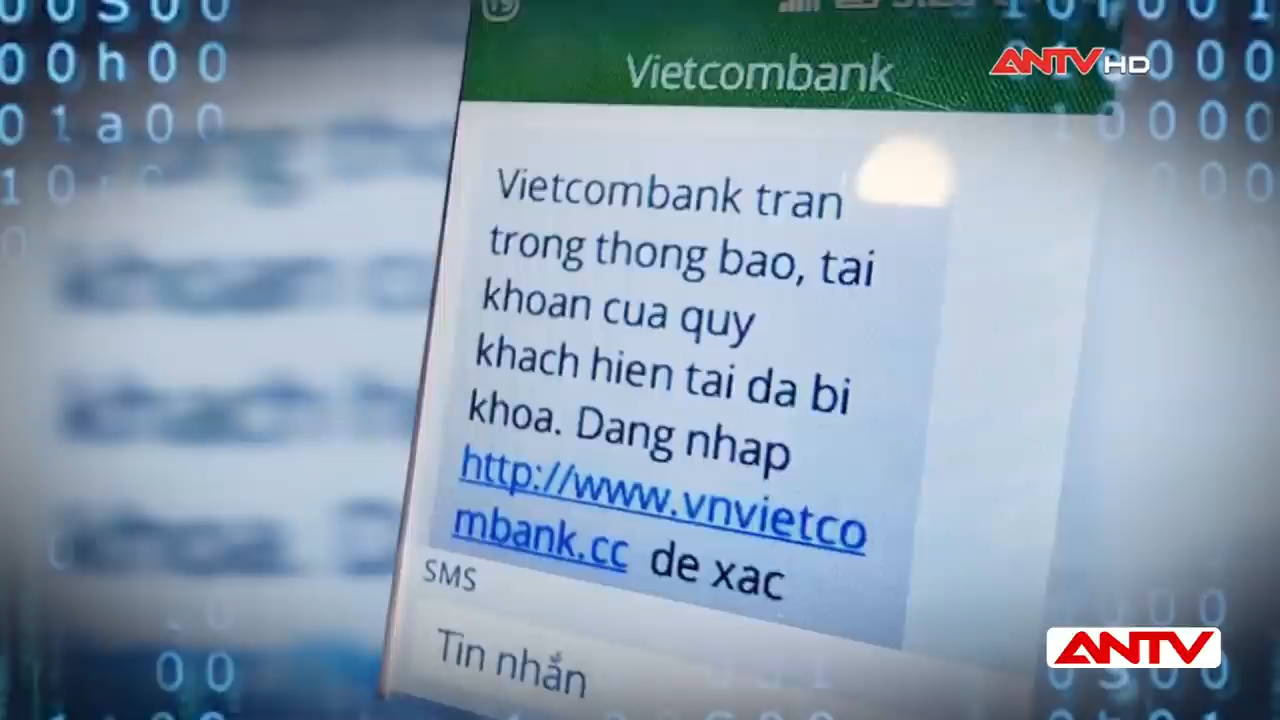 Vietcombank
ANTV HD
Vietcombank tran
trong thong bao, tai
khoan cua quy
khach hien tai da bi
khoa. Dang nhap
http://www.vnvietco
mbank.cc de xac
SMS
Tin nhắn
ANTV